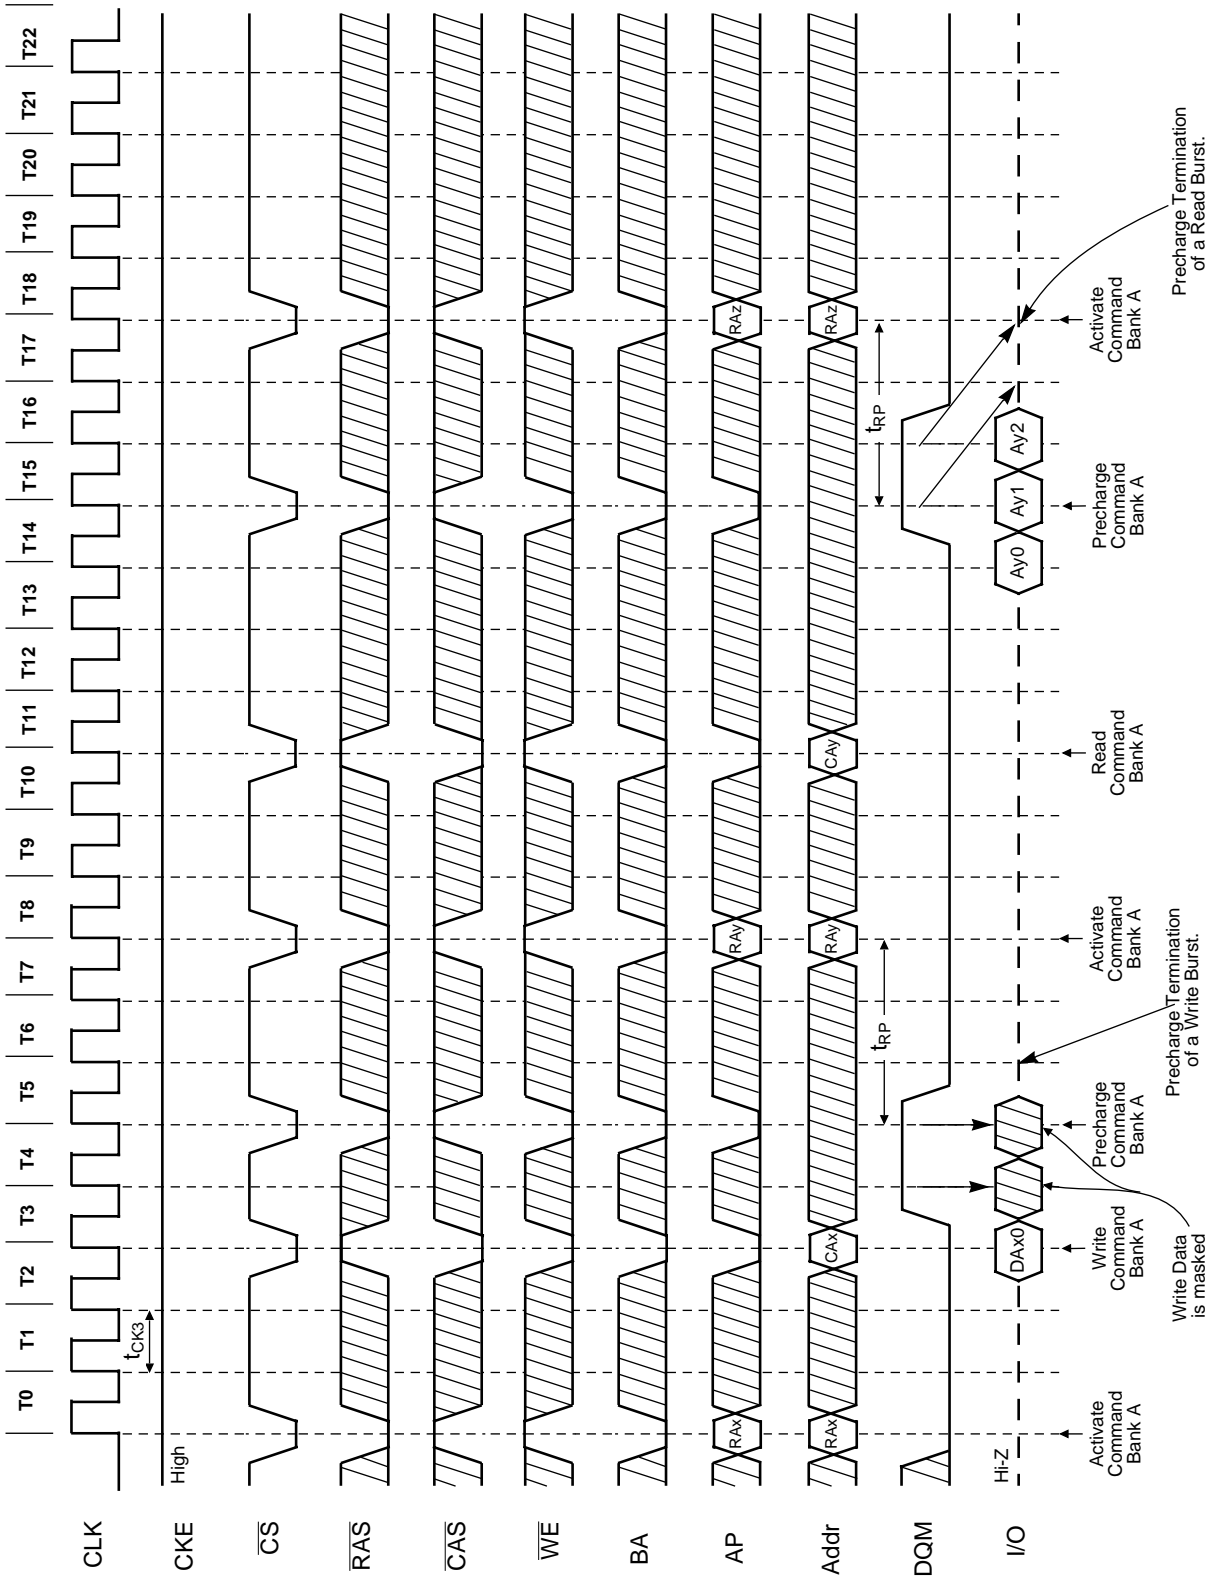 T0 T1 T2 T3 T4 T5 T6 T7 T8 T9 T10 T11 T12 T13 T14 T15 T16 T17 T18 T19 T20 T21 T22
CLK
tCK3
CKE
High
CS
RAS
CAS
WE
BA
AP
RAx
RAy
RAz
Addr
RAx
CAx
RAy
CAy
RAz
tRP
tRP
DQM
I/O
Hi-Z
DAx0
Ay0
Ay1
Ay2
Activate
Command
Bank A
Write
Command
Bank A
Precharge
Command
Bank A
Activate
Command
Bank A
Read
Command
Bank A
Precharge
Command
Bank A
Activate
Command
Bank A
Write Data
is masked
Precharge Termination
of a Write Burst.
Precharge Termination
of a Read Burst.